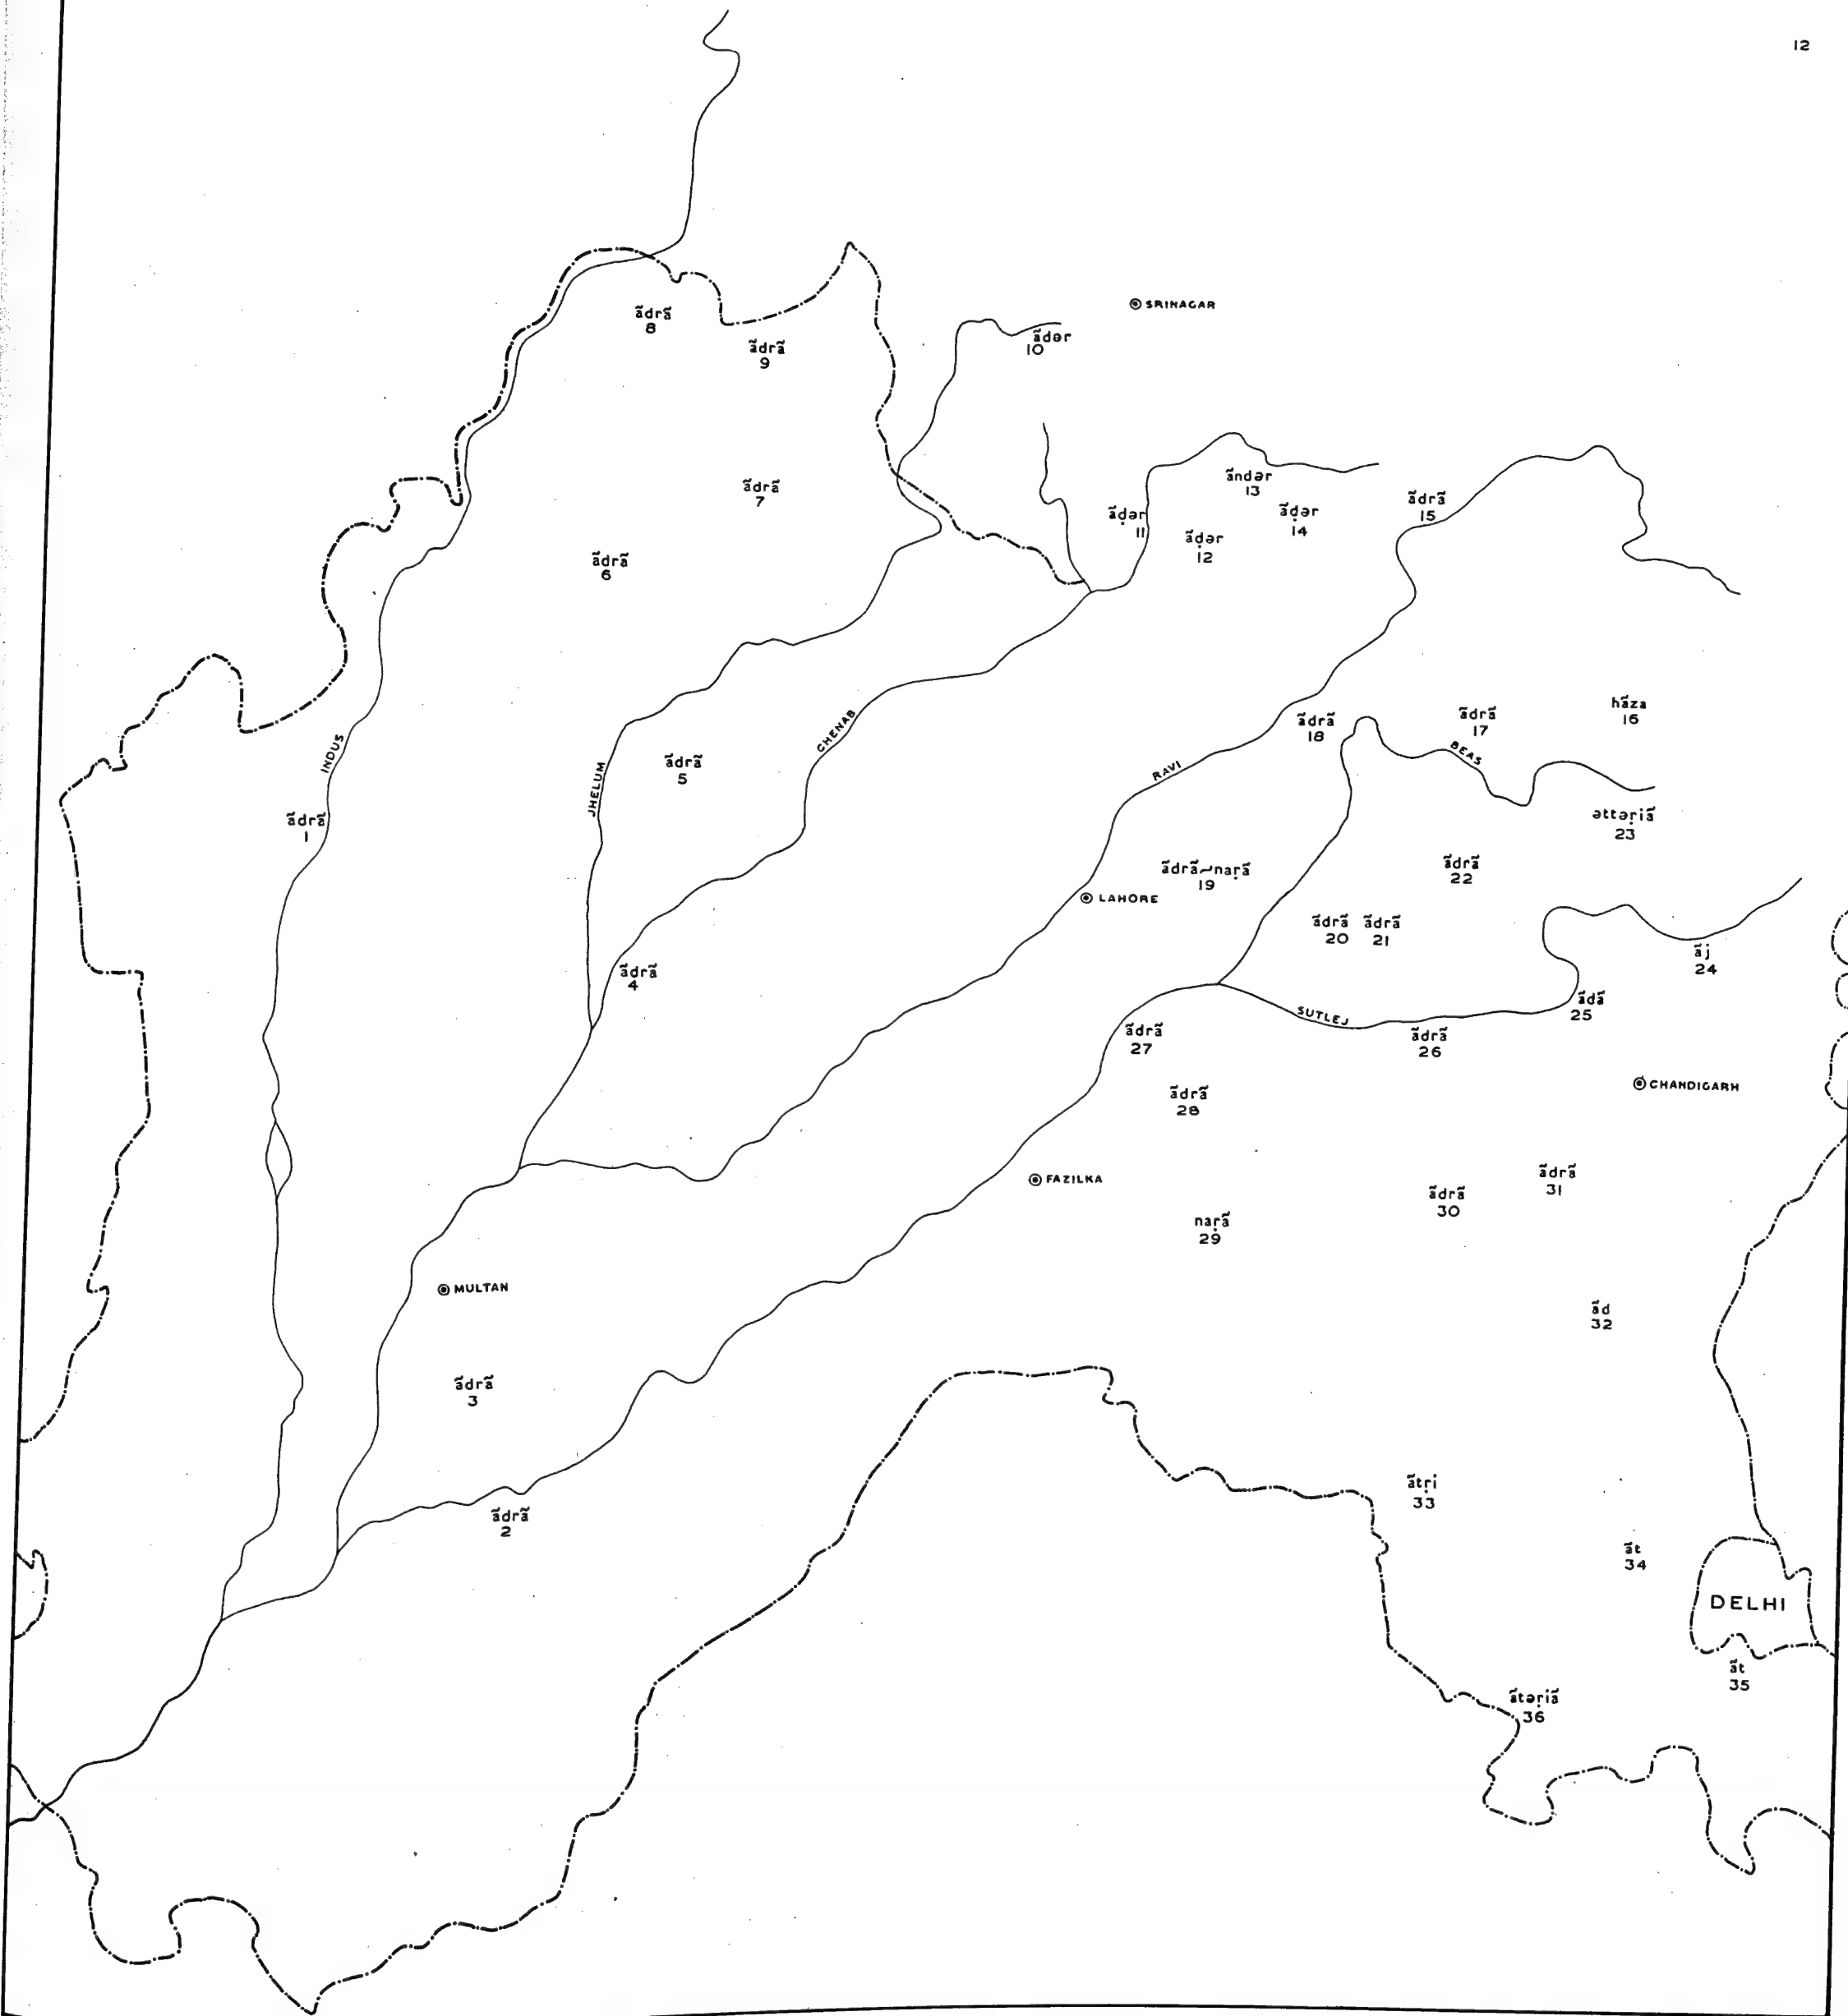 12
SRINAGAR
ãdrã
8
ãdər
10
ãdrã
9
ãndər
13
ãdrã
7
ãdrã
15
ãḍər
11
ãḍər
14
ãḍər
12
ãdrã
6
hãza
16
ãdrã
17
ãdrã
18
INDUS
JHELUM
CHENAB
RAVI
BEAS
ãdrã
5
ãdrã
1
əttəṛiã
23
ãdrã~naṛã
19
ãdrã
22
LAHORE
ãdrã
20
ãdrã
21
ãj
24
ãdrã
4
ãdã
25
SUTLEJ
ãdrã
27
ãdrã
26
CHANDIGARH
ãdrã
28
FAZILKA
ãdrã
31
ãdrã
30
naṛã
29
MULTAN
ãd
32
ãdrã
3
ãtṛi
33
ãdrã
2
ãt
34
DELHI
ãt
35
ãtəṛiã
36